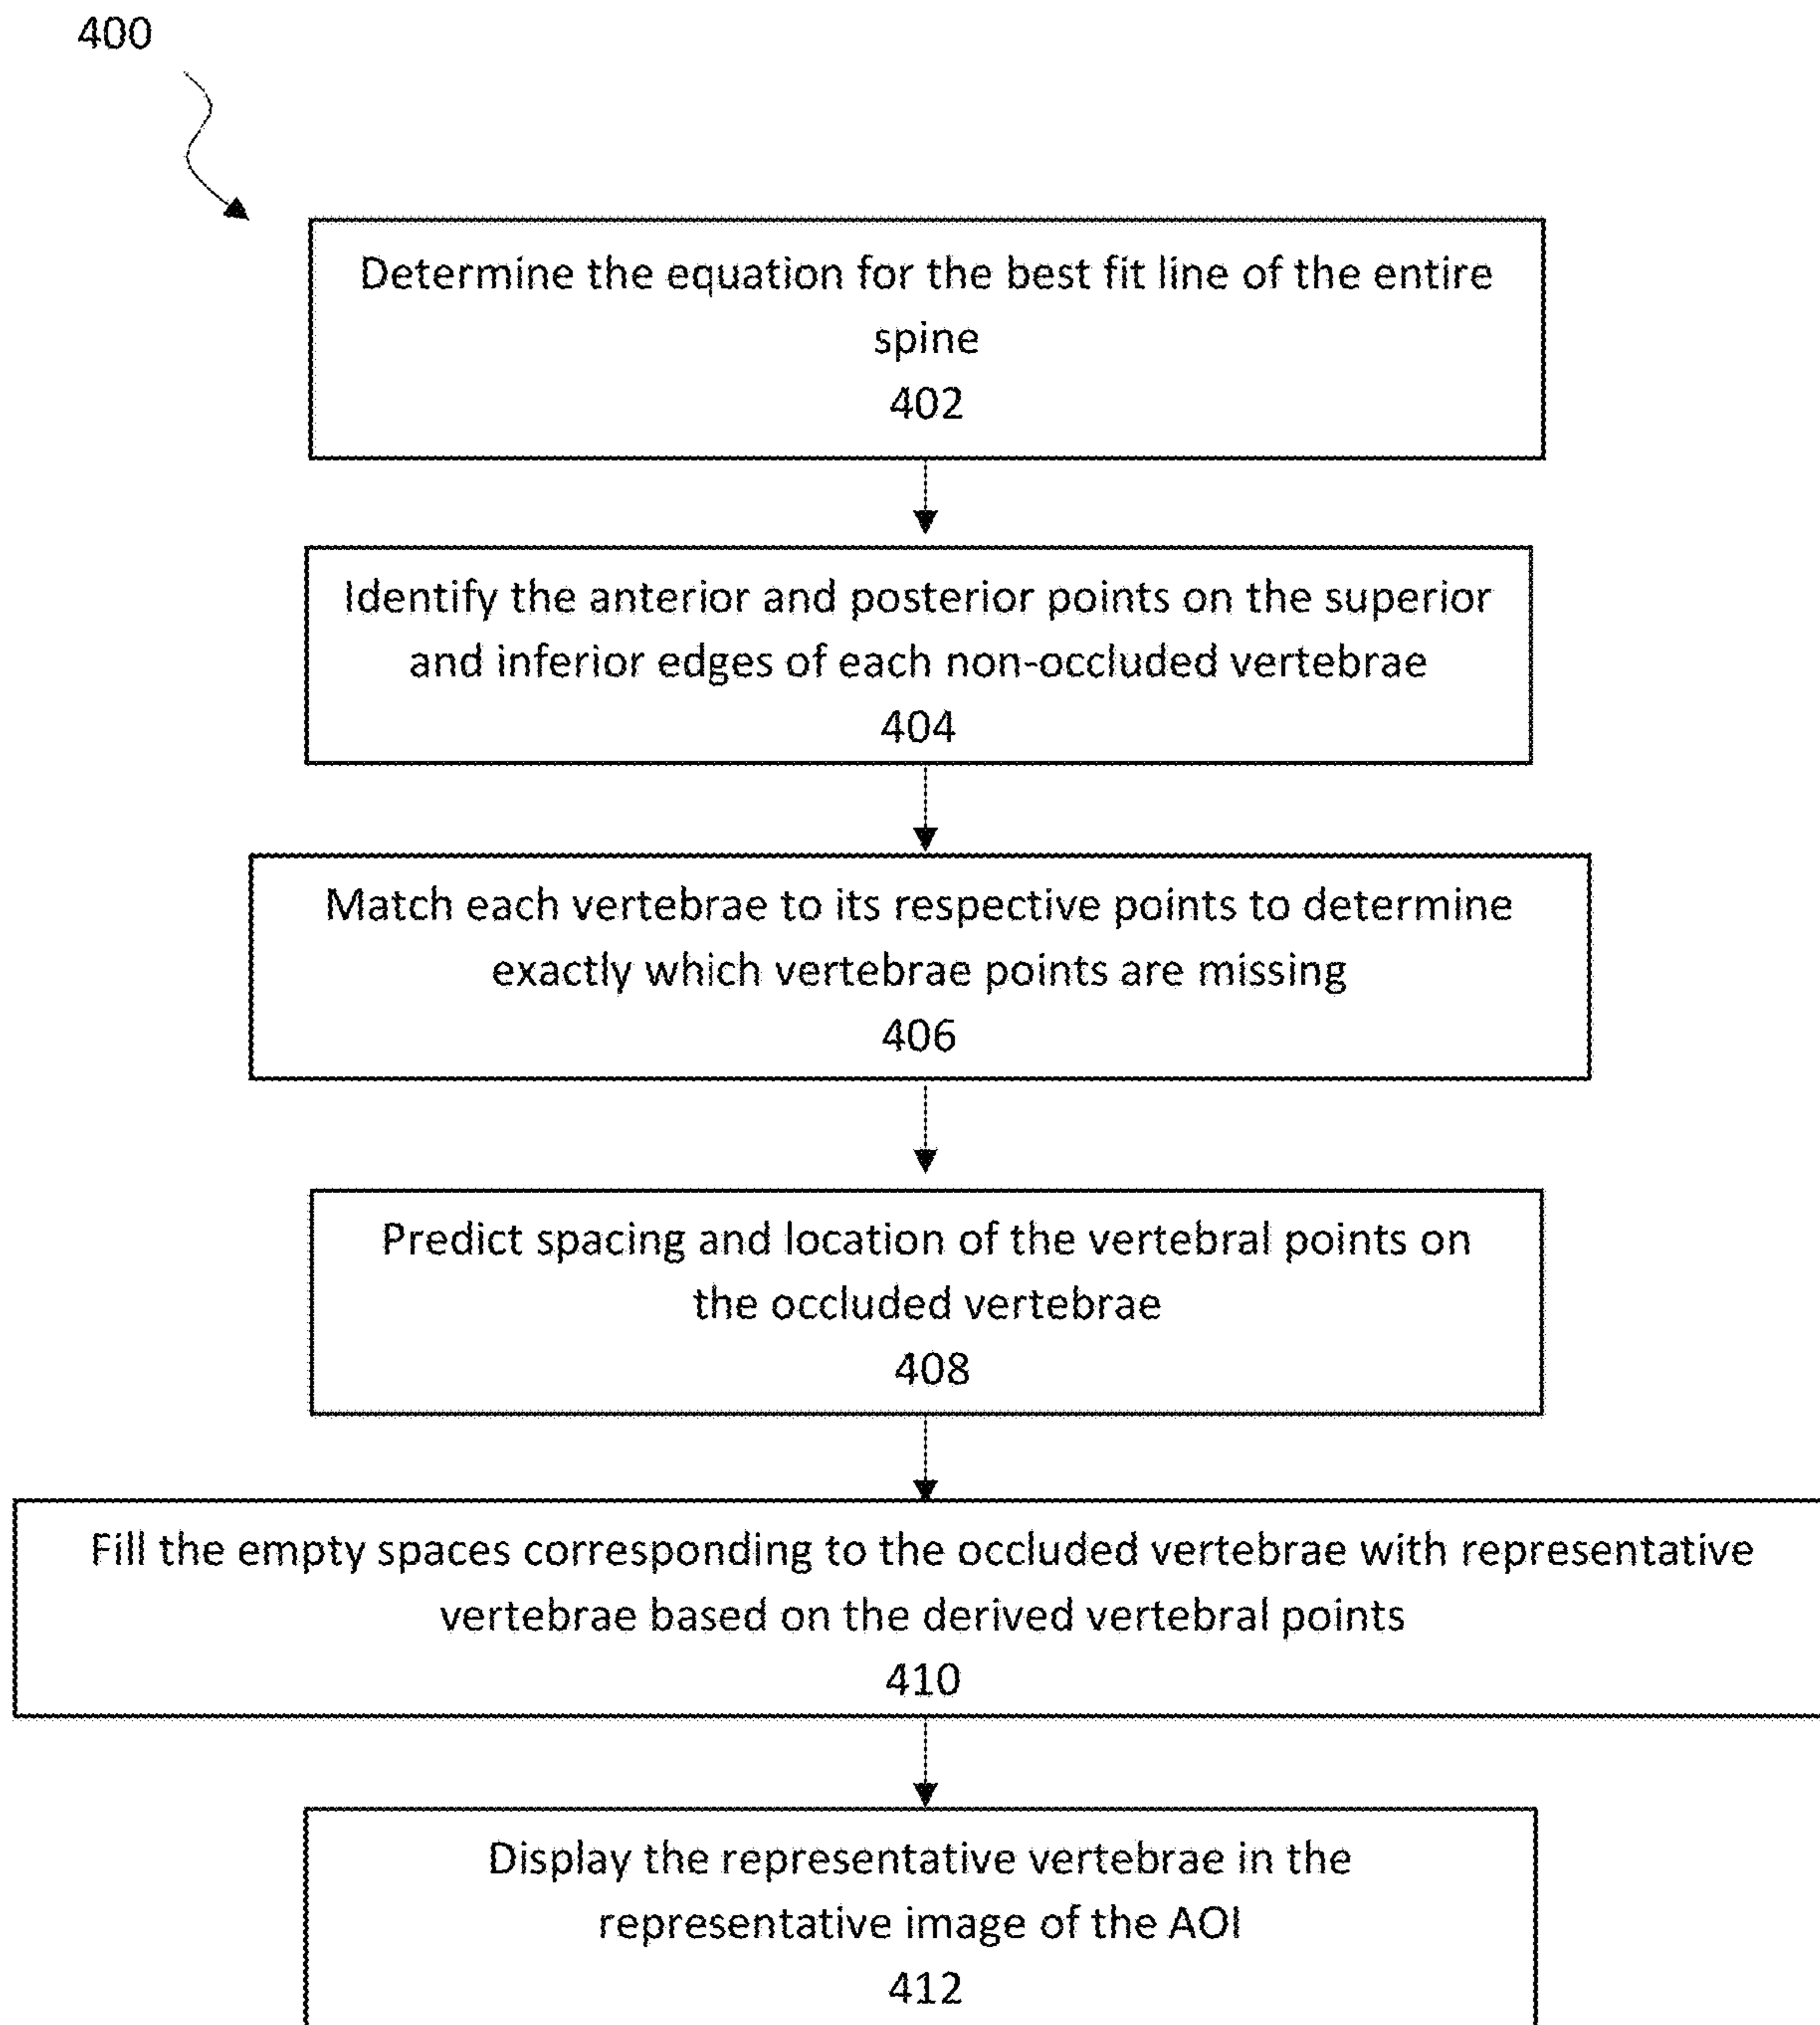 400
Determine the equation for the best fit line of the entire
spine
402
Identify the anterior and posterior points on the superior
and inferior edges of each non-occluded vertebrae
404
Match each vertebrae to its respective points to determine
exactly which vertebrae points are missing
406
Predict spacing and location of the vertebral points on
the occluded vertebrae
408
Fill the empty spaces corresponding to the occluded vertebrae with representative
vertebrae based on the derived vertebral points
410
Display the representative vertebrae in the
representative image of the AOI
412